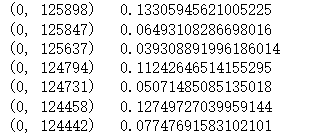 (0, 125898) 0.13305945621005225
(0, 125847) 0.06493108286698016
(0, 125637) 0.039308891996186014
(0, 124794) 0.11242646514155295
(0, 124731) 0.05071485085135018
(0, 124458) 0.12749727039959144
(0, 124442) 0.07747691583102101